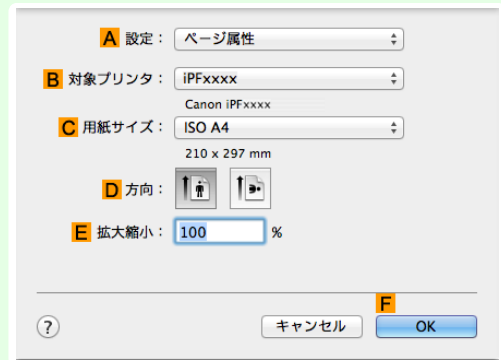 A 設定： ページ属性
B 対象プリンタ： iPFxxxx
Canon iPFxxxx
C 用紙サイズ： ISO A4
210 x 297 mm
D 方向：
E 拡大縮小： 100 %
F
? キャンセル OK